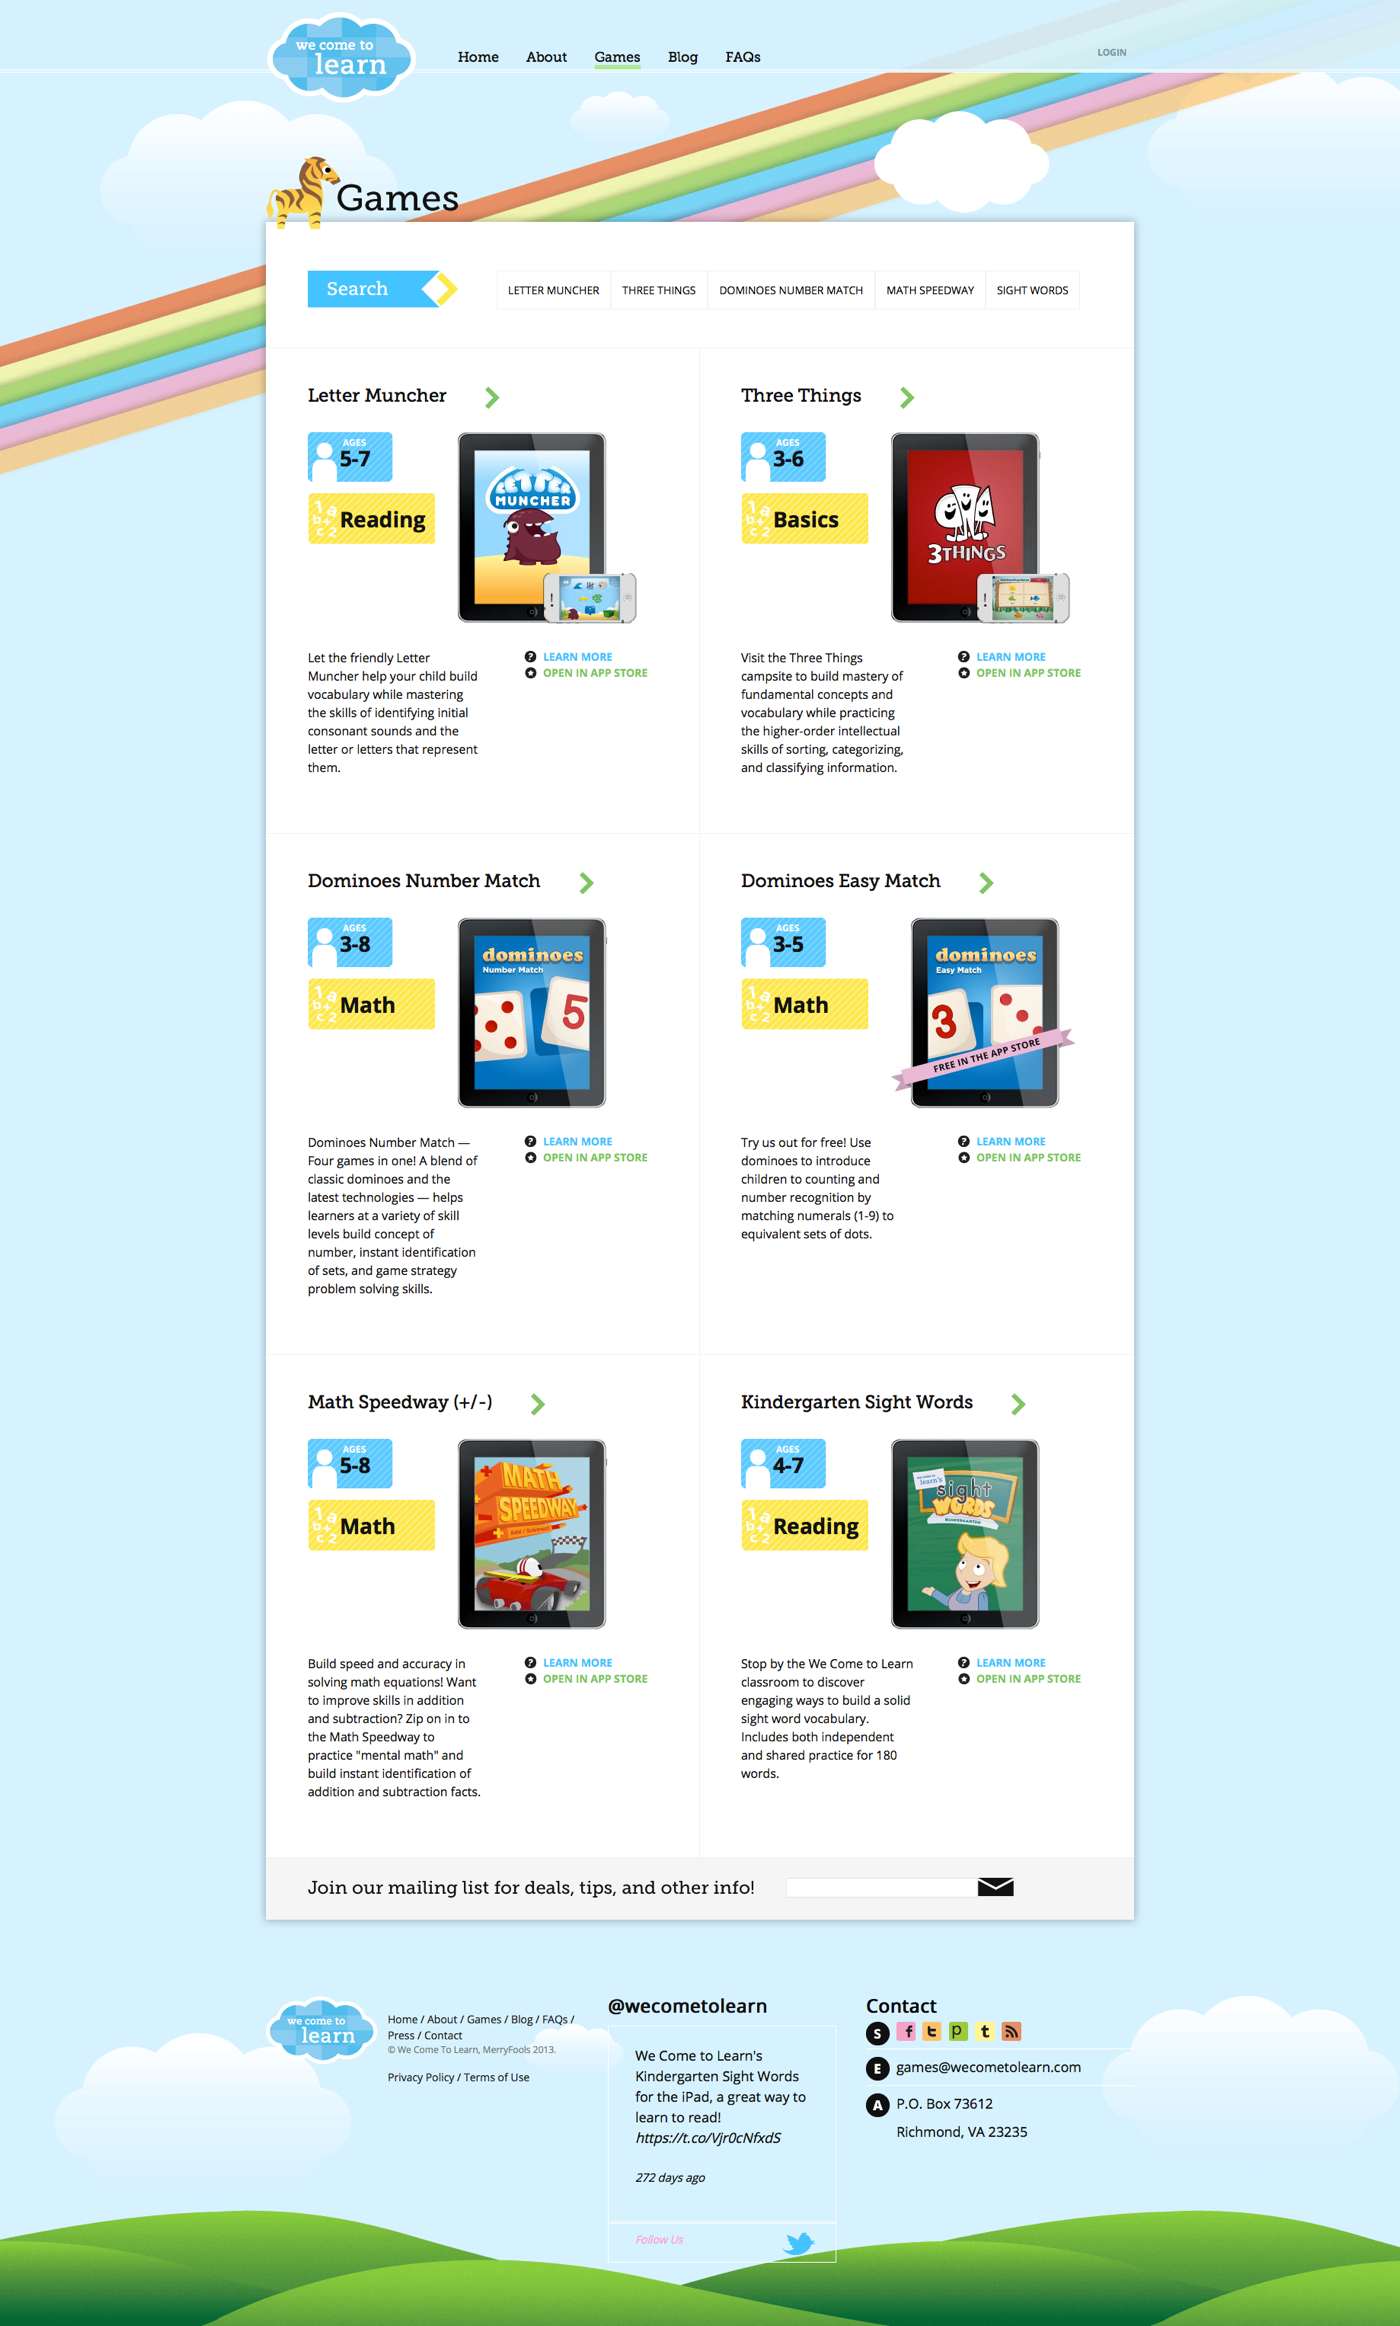 we come to
learn
Home About Games Blog FAQs
LOGIN
Games
Search
LETTER MUNCHER THREE THINGS DOMINOES NUMBER MATCH MATH SPEEDWAY SIGHT WORDS
Letter Muncher
AGES
5-7
Reading
LETTER
MUNCHER
Let the friendly Letter
Muncher help your child build
vocabulary while mastering
the skills of identifying initial
consonant sounds and the
letter or letters that represent
them.
LEARN MORE
OPEN IN APP STORE
Three Things
AGES
3-6
Basics
3THINGS
Visit the Three Things
campsite to build mastery of
fundamental concepts and
vocabulary while practicing
the higher-order intellectual
skills of sorting, categorizing,
and classifying information.
LEARN MORE
OPEN IN APP STORE
Dominoes Number Match
AGES
3-8
Math
dominoes
Number Match
5
Dominoes Number Match —
Four games in one! A blend of
classic dominoes and the
latest technologies — helps
learners at a variety of skill
levels build concept of
number, instant identification
of sets, and game strategy
problem solving skills.
LEARN MORE
OPEN IN APP STORE
Dominoes Easy Match
AGES
3-5
Math
dominoes
Easy Match
3
FREE IN THE APP STORE
Try us out for free! Use
dominoes to introduce
children to counting and
number recognition by
matching numerals (1-9) to
equivalent sets of dots.
LEARN MORE
OPEN IN APP STORE
Math Speedway (+/-)
AGES
5-8
Math
MATH
SPEEDWAY
Build speed and accuracy in
solving math equations! Want
to improve skills in addition
and subtraction? Zip on in to
the Math Speedway to
practice "mental math" and
build instant identification of
addition and subtraction facts.
LEARN MORE
OPEN IN APP STORE
Kindergarten Sight Words
AGES
4-7
Reading
learn's
sight
WORDS
KINDERGARTEN
Stop by the We Come to Learn
classroom to discover
engaging ways to build a solid
sight word vocabulary.
Includes both independent
and shared practice for 180
words.
LEARN MORE
OPEN IN APP STORE
Join our mailing list for deals, tips, and other info!
we come to
learn
Home / About / Games / Blog / FAQs /
Press / Contact
© We Come To Learn, MerryFools 2013.
Privacy Policy / Terms of Use
@wecometolearn
We Come to Learn's
Kindergarten Sight Words
for the iPad, a great way to
learn to read!
https://t.co/Vjr0cNfxdS
272 days ago
Follow Us
Contact
S
E games@wecometolearn.com
A P.O. Box 73612
Richmond, VA 23235